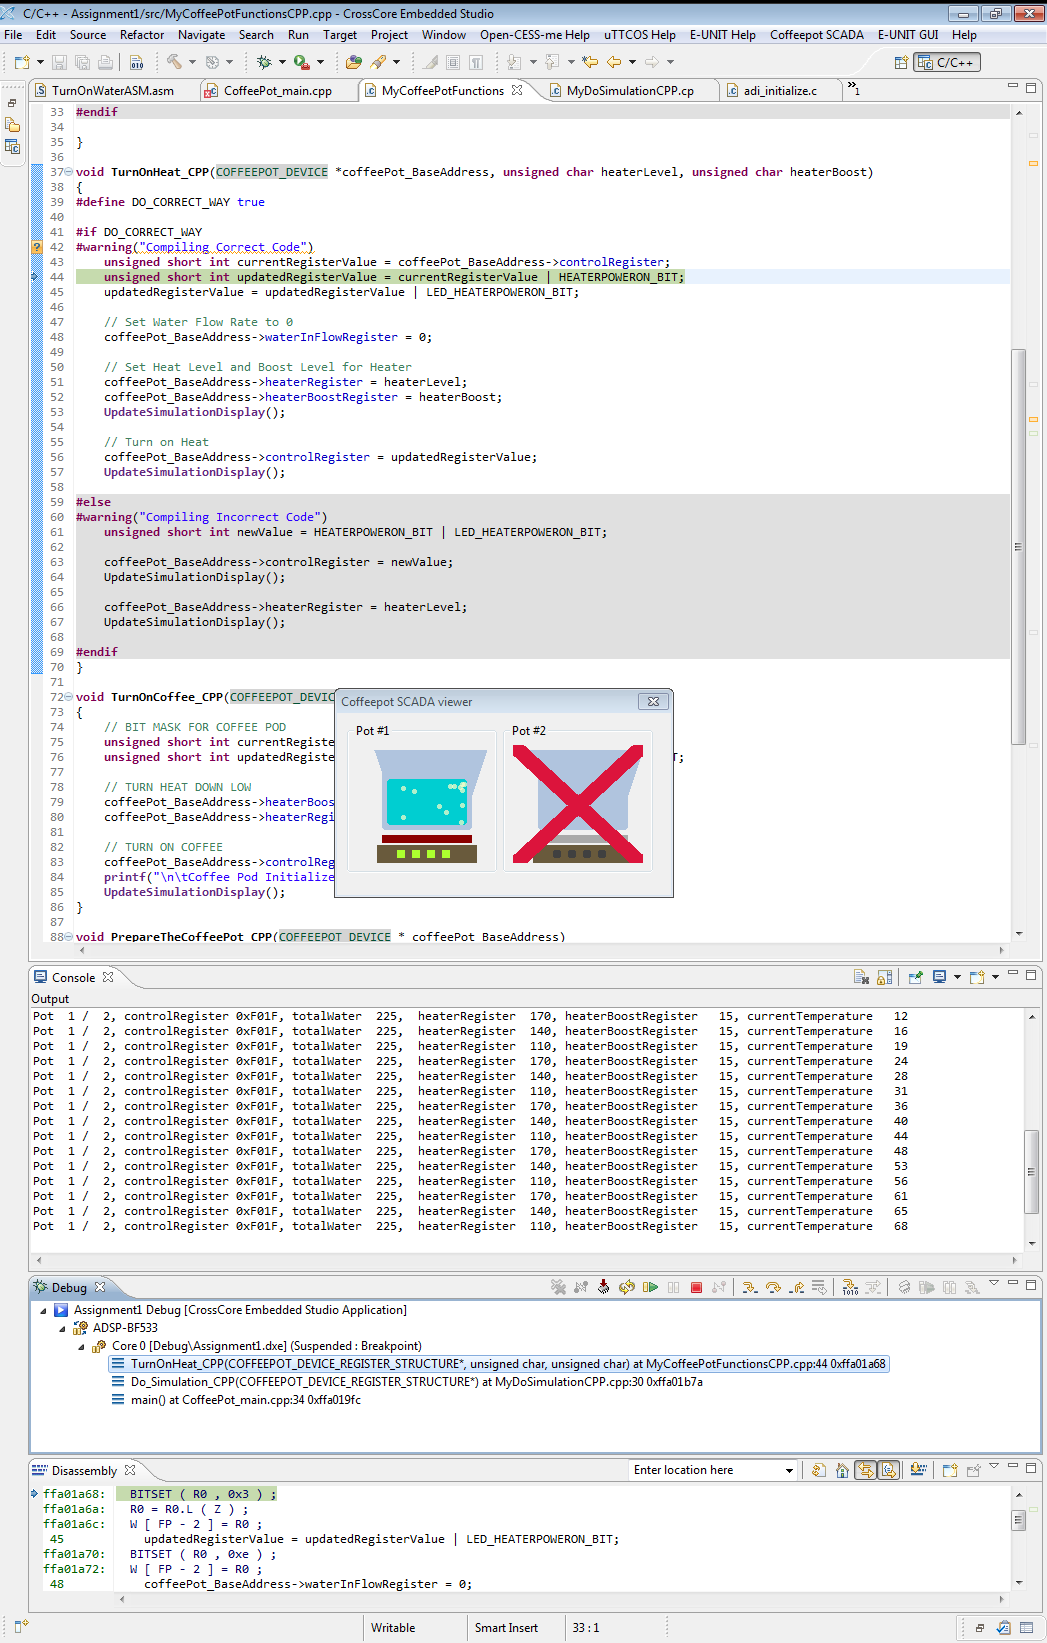 C/C++ - Assignment1/src/MyCoffeePotFunctionsCPP.cpp - CrossCore Embedded Studio
File Edit Source Refactor Navigate Search Run Target Project Window Open-CESS-me Help uTTCOS Help E-UNIT Help Coffeepot SCADA E-UNIT GUI Help
C/C++
TurnOnWaterASM.asm CoffeePot_main.cpp MyCoffeePotFunctions MyDoSimulationCPP.cp adi_initialize.c »1
33 #endif
34
35 }
36
37 void TurnOnHeat_CPP(COFFEEPOT_DEVICE *coffeePot_BaseAddress, unsigned char heaterLevel, unsigned char heaterBoost)
38 {
39 #define DO_CORRECT_WAY true
40
41 #if DO_CORRECT_WAY
42 #warning("Compiling Correct Code")
43 unsigned short int currentRegisterValue = coffeePot_BaseAddress->controlRegister;
44 unsigned short int updatedRegisterValue = currentRegisterValue | HEATERPOWERON_BIT;
45 updatedRegisterValue = updatedRegisterValue | LED_HEATERPOWERON_BIT;
46
47 // Set Water Flow Rate to 0
48 coffeePot_BaseAddress->waterInFlowRegister = 0;
49
50 // Set Heat Level and Boost Level for Heater
51 coffeePot_BaseAddress->heaterRegister = heaterLevel;
52 coffeePot_BaseAddress->heaterBoostRegister = heaterBoost;
53 UpdateSimulationDisplay();
54
55 // Turn on Heat
56 coffeePot_BaseAddress->controlRegister = updatedRegisterValue;
57 UpdateSimulationDisplay();
58
59 #else
60 #warning("Compiling Incorrect Code")
61 unsigned short int newValue = HEATERPOWERON_BIT | LED_HEATERPOWERON_BIT;
62
63 coffeePot_BaseAddress->controlRegister = newValue;
64 UpdateSimulationDisplay();
65
66 coffeePot_BaseAddress->heaterRegister = heaterLevel;
67 UpdateSimulationDisplay();
68
69 #endif
70 }
71
72 void TurnOnCoffee_CPP(COFFEEPOT_DEVIC
73 {
74 // BIT MASK FOR COFFEE POD
75 unsigned short int currentRegiste
76 unsigned short int updatedRegiste T;
77
78 // TURN HEAT DOWN LOW
79 coffeePot_BaseAddress->heaterBoos
80 coffeePot_BaseAddress->heaterRegi
81
82 // TURN ON COFFEE
83 coffeePot_BaseAddress->controlReg
84 printf("\n\tCoffee Pod Initialize
85 UpdateSimulationDisplay();
86 }
87
88 void PrepareTheCoffeePot_CPP(COFFEEPOT_DEVICE * coffeePot_BaseAddress)
Coffeepot SCADA viewer
Pot #1 Pot #2
Console
Output
Pot 1 / 2, controlRegister 0xF01F, totalWater 225, heaterRegister 170, heaterBoostRegister 15, currentTemperature 12
Pot 1 / 2, controlRegister 0xF01F, totalWater 225, heaterRegister 140, heaterBoostRegister 15, currentTemperature 16
Pot 1 / 2, controlRegister 0xF01F, totalWater 225, heaterRegister 110, heaterBoostRegister 15, currentTemperature 19
Pot 1 / 2, controlRegister 0xF01F, totalWater 225, heaterRegister 170, heaterBoostRegister 15, currentTemperature 24
Pot 1 / 2, controlRegister 0xF01F, totalWater 225, heaterRegister 140, heaterBoostRegister 15, currentTemperature 28
Pot 1 / 2, controlRegister 0xF01F, totalWater 225, heaterRegister 110, heaterBoostRegister 15, currentTemperature 31
Pot 1 / 2, controlRegister 0xF01F, totalWater 225, heaterRegister 170, heaterBoostRegister 15, currentTemperature 36
Pot 1 / 2, controlRegister 0xF01F, totalWater 225, heaterRegister 140, heaterBoostRegister 15, currentTemperature 40
Pot 1 / 2, controlRegister 0xF01F, totalWater 225, heaterRegister 110, heaterBoostRegister 15, currentTemperature 44
Pot 1 / 2, controlRegister 0xF01F, totalWater 225, heaterRegister 170, heaterBoostRegister 15, currentTemperature 48
Pot 1 / 2, controlRegister 0xF01F, totalWater 225, heaterRegister 140, heaterBoostRegister 15, currentTemperature 53
Pot 1 / 2, controlRegister 0xF01F, totalWater 225, heaterRegister 110, heaterBoostRegister 15, currentTemperature 56
Pot 1 / 2, controlRegister 0xF01F, totalWater 225, heaterRegister 170, heaterBoostRegister 15, currentTemperature 61
Pot 1 / 2, controlRegister 0xF01F, totalWater 225, heaterRegister 140, heaterBoostRegister 15, currentTemperature 65
Pot 1 / 2, controlRegister 0xF01F, totalWater 225, heaterRegister 110, heaterBoostRegister 15, currentTemperature 68
Debug
Assignment1 Debug [CrossCore Embedded Studio Application]
ADSP-BF533
Core 0 [Debug\Assignment1.dxe] (Suspended : Breakpoint)
TurnOnHeat_CPP(COFFEEPOT_DEVICE_REGISTER_STRUCTURE*, unsigned char, unsigned char) at MyCoffeePotFunctionsCPP.cpp:44 0xffa01a68
Do_Simulation_CPP(COFFEEPOT_DEVICE_REGISTER_STRUCTURE*) at MyDoSimulationCPP.cpp:30 0xffa01b7a
main() at CoffeePot_main.cpp:34 0xffa019fc
Disassembly Enter location here
ffa01a68: BITSET ( R0 , 0x3 ) ;
ffa01a6a: R0 = R0.L ( Z ) ;
ffa01a6c: W [ FP - 2 ] = R0 ;
45 updatedRegisterValue = updatedRegisterValue | LED_HEATERPOWERON_BIT;
ffa01a70: BITSET ( R0 , 0xe ) ;
ffa01a72: W [ FP - 2 ] = R0 ;
48 coffeePot_BaseAddress->waterInFlowRegister = 0;
Writable Smart Insert 33 : 1